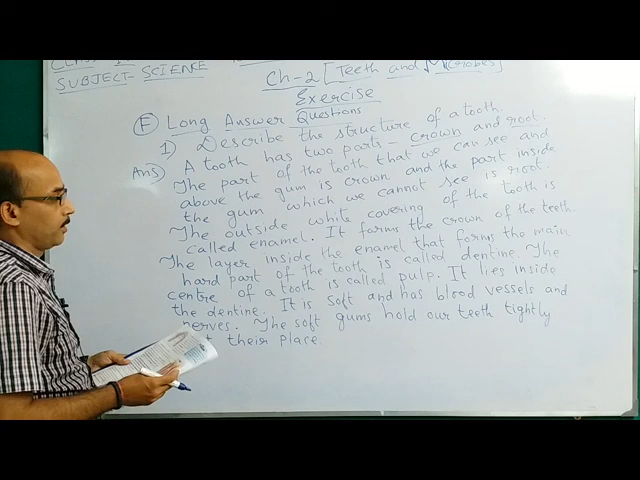 SUBJECT- SCIENCE
Ch-2 [Teeth and Microbes]
Exercise
(F) Long Answer Questions
1) Describe the structure of a tooth.
Ans) A tooth has two parts - crown and root.
The part of the tooth that we can see and
above the gum is crown and the part inside
the gum which we cannot see is root.
The outside white covering of the tooth is
called enamel. It forms the crown of the teeth.
The layer inside the enamel that forms the main
hard part of the tooth is called dentine. The
centre of a tooth is called pulp. It lies inside
the dentine. It is soft and has blood vessels and
nerves. The soft gums hold our teeth tightly
their place